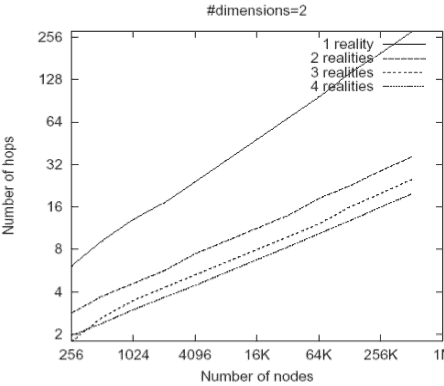 #dimensions=2
1 reality
2 realities
3 realities
4 realities
Number of hops
256
128
64
32
16
8
4
2
256 1024 4096 16K 64K 256K 1
Number of nodes